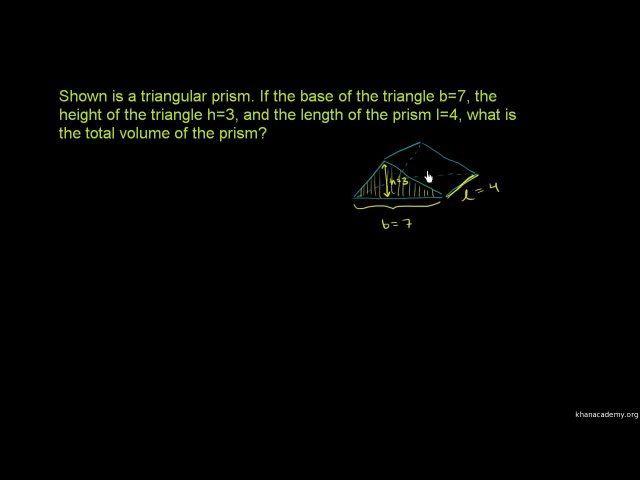 Shown is a triangular prism. If the base of the triangle b=7, the
height of the triangle h=3, and the length of the prism l=4, what is
the total volume of the prism?
h=3
l = 4
b = 7
khanacademy.org